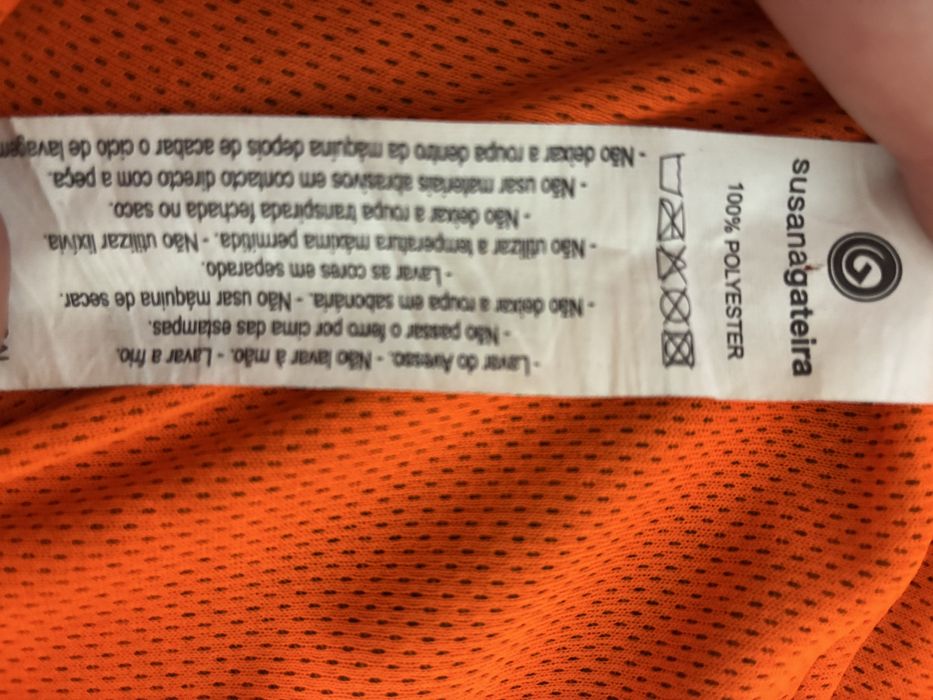 susanagateira
100% POLYESTER
- Lavar do Avesso. - Não lavar à mão. - Lavar a frio.
- Não passar o ferro por cima das estampas.
- Não deixar a roupa em sabonária. - Não usar máquina de secar.
- Lavar as cores em separado.
- Não utilizar a temperatura máxima permitida. - Não utilizar lixívia.
- Não deixar a roupa transpirada fechada no saco.
- Não usar materiais abrasivos em contacto directo com a peça.
- Não deixar a roupa dentro da máquina depois de acabar o ciclo de lavagem